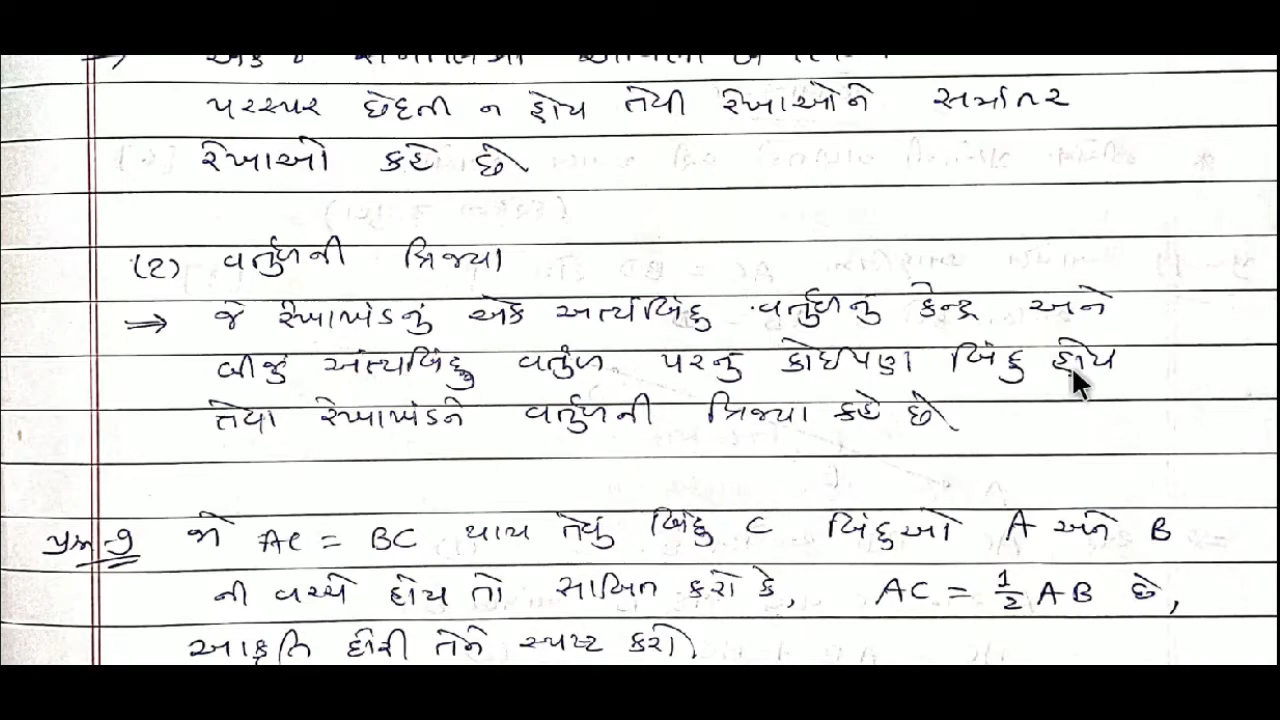 પરસ્પર છેદતી ન હોય તેવી રેખાઓને સમાંતર
રેખાઓ કહે છે.
(૨) વર્તુળની ત્રિજ્યા
⇒ જે રેખાખંડનું એક અંત્યબિંદુ વર્તુળનું કેન્દ્ર અને
બીજું અંત્યબિંદુ વર્તુળ પરનું કોઈપણ બિંદુ હોય
તેવા રેખાખંડને વર્તુળની ત્રિજ્યા કહે છે.
પ્રશ્ન-૭ જો AC = BC થાય તેવું બિંદુ C બિંદુઓ A અને B
ની વચ્ચે હોય તો સાબિત કરો કે, AC = 1/2 AB છે,
આકૃતિ દોરી તેને સ્પષ્ટ કરો.